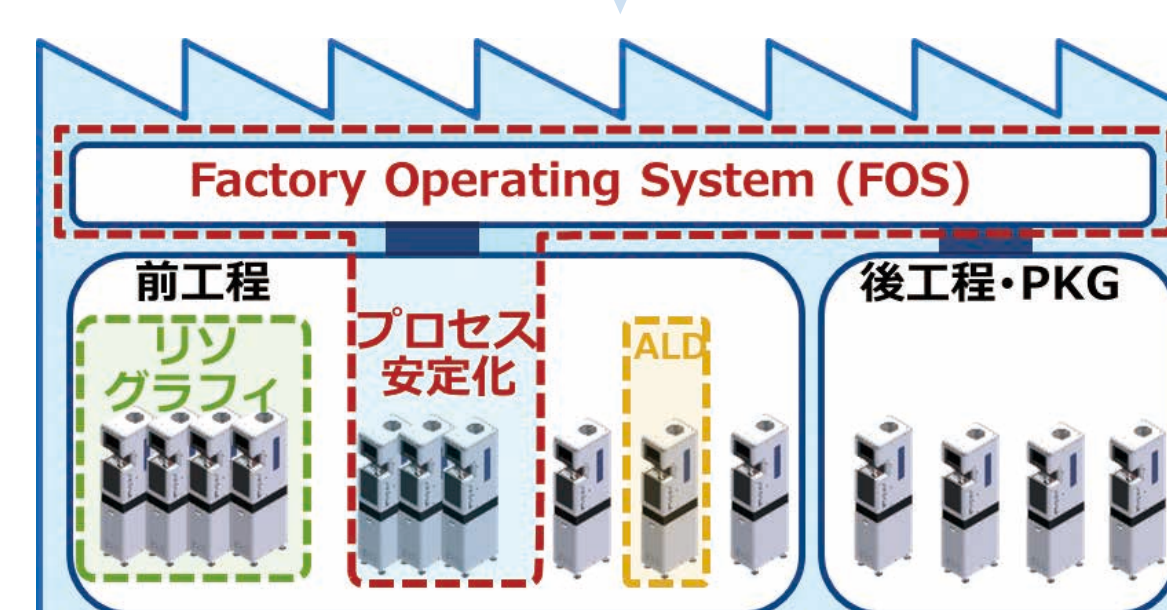 Factory Operating System (FOS)
前工程
後工程・PKG
リソ
グラフィ
プロセス
安定化
ALD